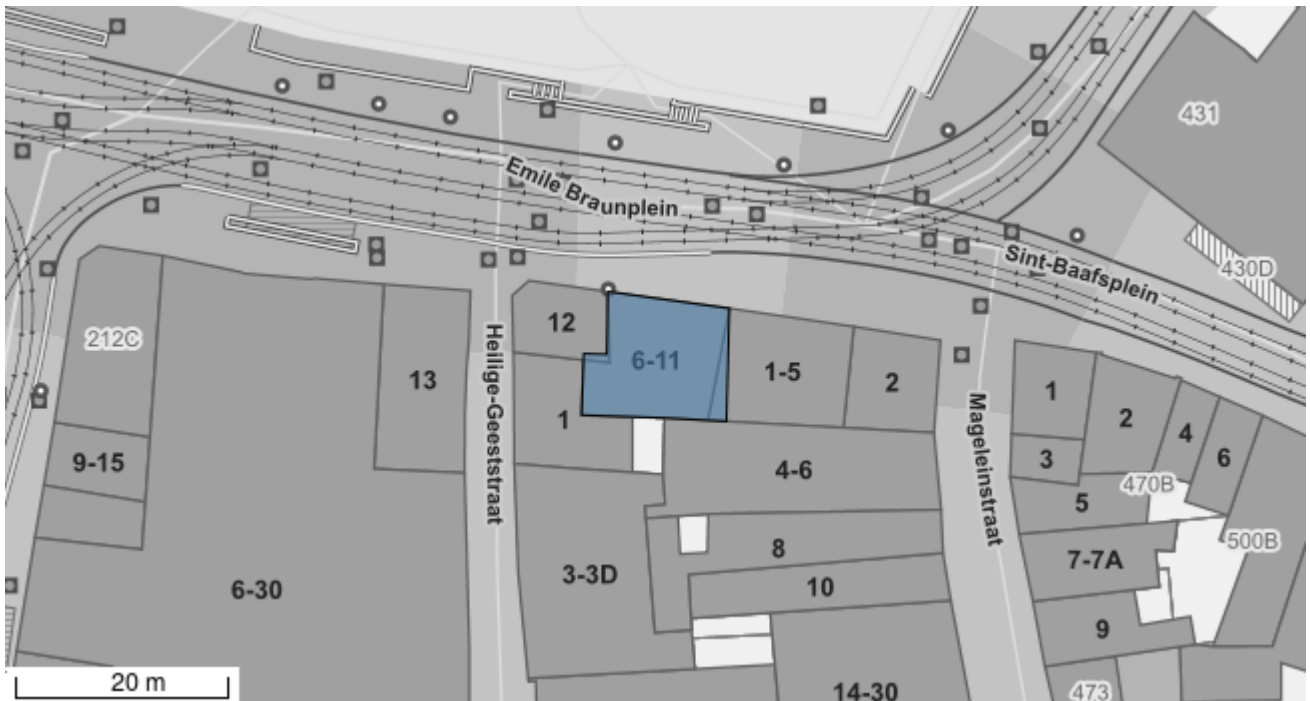 431
Emile Braunplein
Sint-Baafsplein
430D
212C
12
6-11
1-5
2
13
Heilige-Geeststraat
1
Mageleinstraat
1
2
4
6
3
9-15
4-6
470B
5
500B
8
7-7A
3-3D
10
6-30
9
20 m
14-30
473